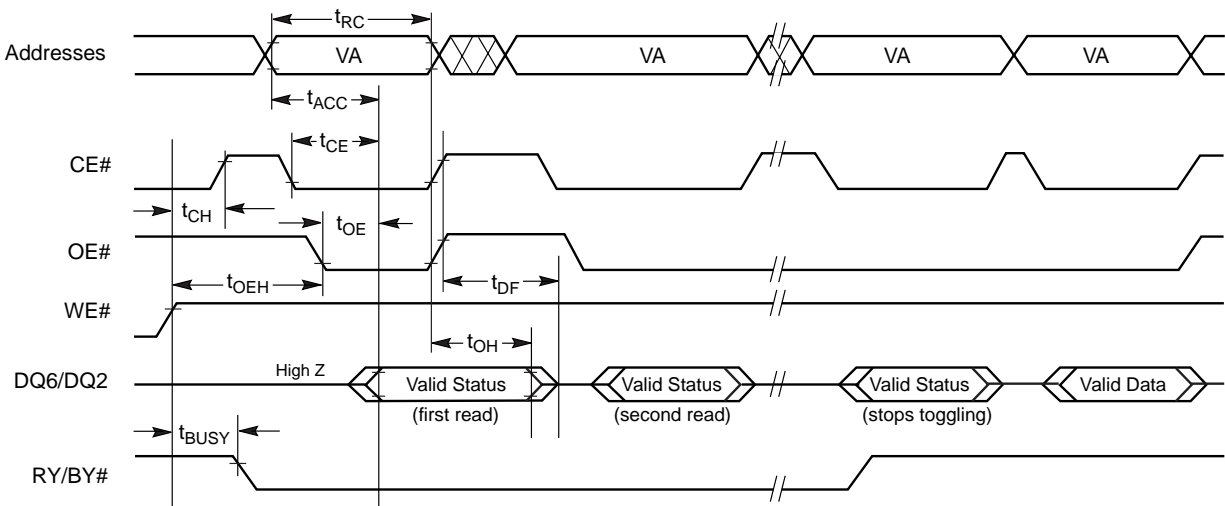 tRC
Addresses VA VA VA VA
tACC
tCE
CE#
tCH
tOE
OE#
tOEH
tDF
WE#
tOH
High Z
DQ6/DQ2 Valid Status Valid Status Valid Status Valid Data
(first read) (second read) (stops toggling)
tBUSY
RY/BY#